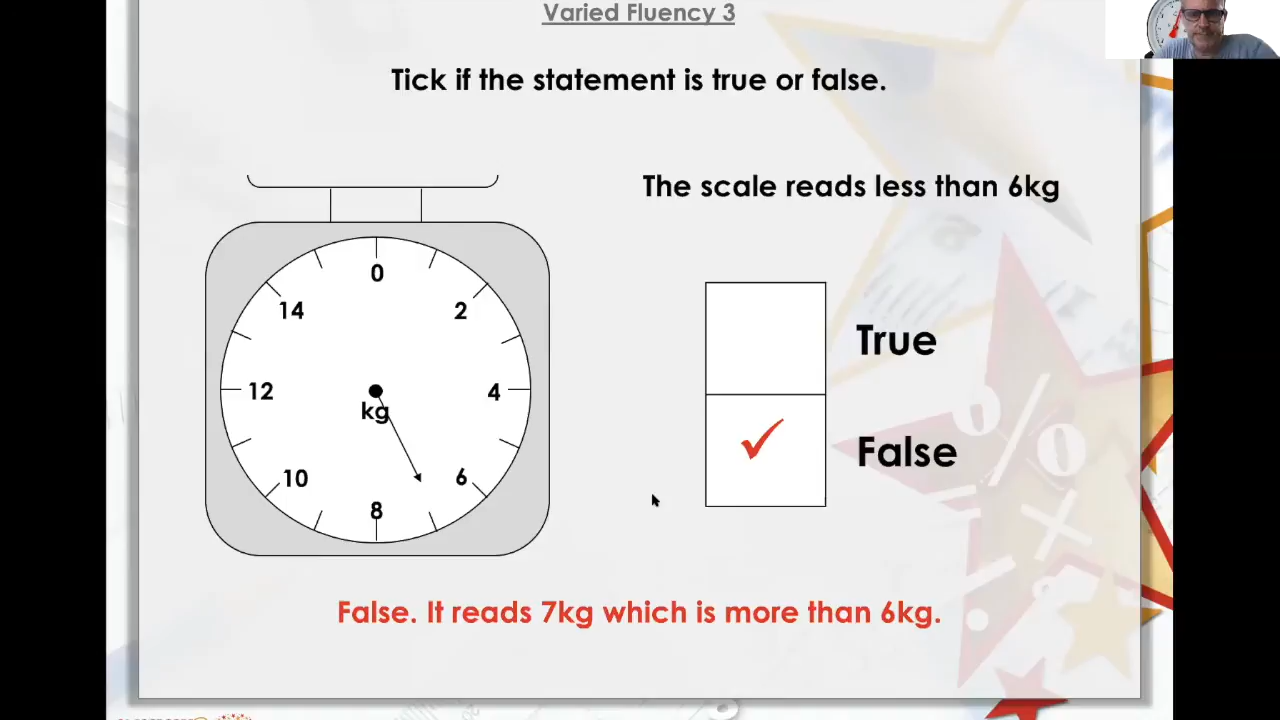 Varied Fluency 3
Tick if the statement is true or false.
The scale reads less than 6kg
0
14
2
12
4
kg
10
6
8
True
False
False. It reads 7kg which is more than 6kg.